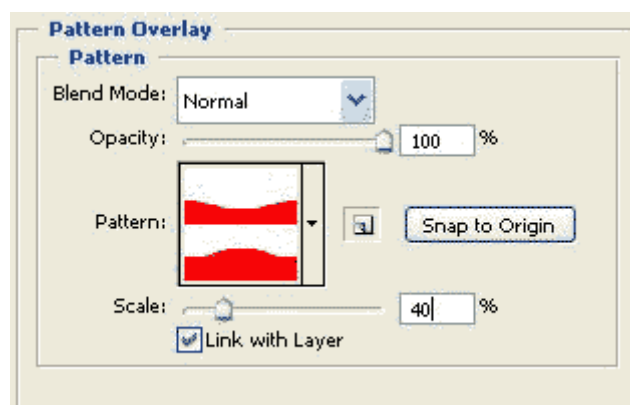 Pattern Overlay
Pattern
Blend Mode: Normal
Opacity: 100 %
Pattern: Snap to Origin
Scale: 40 %
Link with Layer